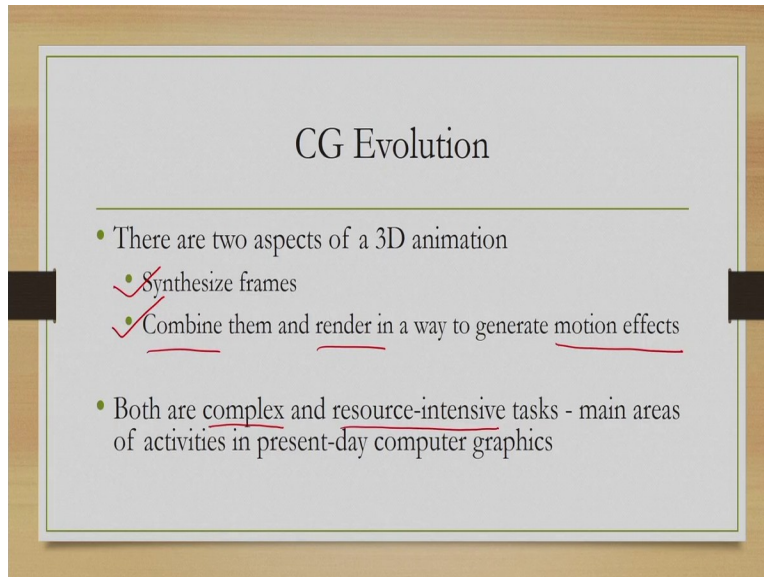 CG Evolution
• There are two aspects of a 3D animation
• Synthesize frames
• Combine them and render in a way to generate motion effects
• Both are complex and resource-intensive tasks - main areas
of activities in present-day computer graphics